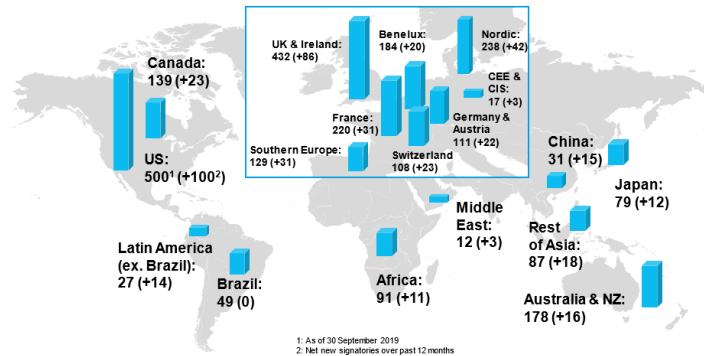 Canada:
139 (+23)
US:
500¹ (+100²)
UK & Ireland:
432 (+86)
Benelux:
184 (+20)
Nordic:
238 (+42)
CEE &
CIS:
17 (+3)
France:
220 (+31)
Germany &
Austria
111 (+22)
Southern Europe:
129 (+31)
Switzerland
108 (+23)
China:
31 (+15)
Japan:
79 (+12)
Middle
East:
12 (+3)
Rest
of Asia:
87 (+18)
Latin America
(ex. Brazil):
27 (+14)
Brazil:
49 (0)
Africa:
91 (+11)
Australia & NZ:
178 (+16)
1: As of 30 September 2019
2: Net new signatories over past 12 months